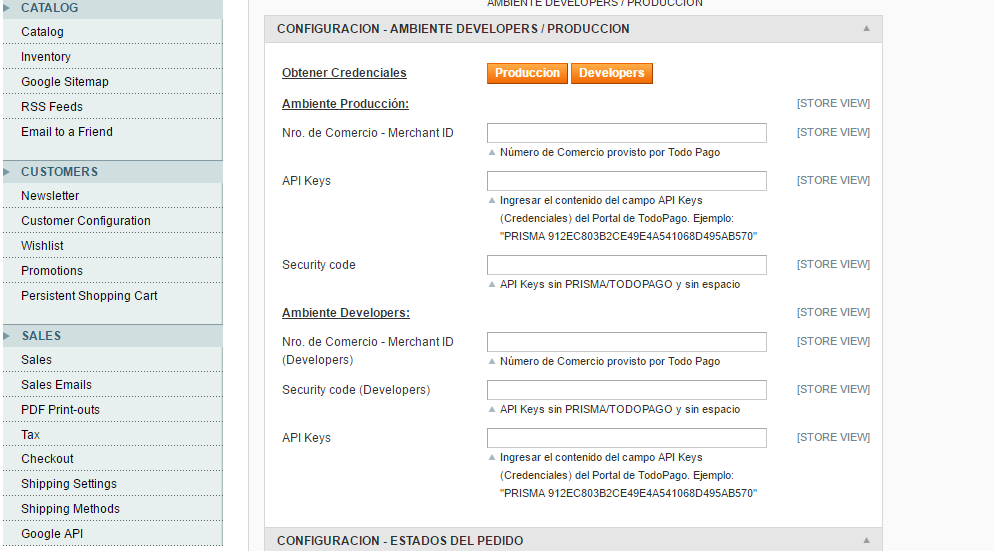 CATALOG
Catalog
Inventory
Google Sitemap
RSS Feeds
Email to a Friend
CUSTOMERS
Newsletter
Customer Configuration
Wishlist
Promotions
Persistent Shopping Cart
SALES
Sales
Sales Emails
PDF Print-outs
Tax
Checkout
Shipping Settings
Shipping Methods
Google API
AMBIENTE DEVELOPERS / PRODUCCION
CONFIGURACION - AMBIENTE DEVELOPERS / PRODUCCION
Obtener Credenciales Produccion Developers
Ambiente Producción: [STORE VIEW]
Nro. de Comercio - Merchant ID [STORE VIEW]
Número de Comercio provisto por Todo Pago
API Keys [STORE VIEW]
Ingresar el contenido del campo API Keys
(Credenciales) del Portal de TodoPago. Ejemplo:
"PRISMA 912EC803B2CE49E4A541068D495AB570"
Security code [STORE VIEW]
API Keys sin PRISMA/TODOPAGO y sin espacio
Ambiente Developers: [STORE VIEW]
Nro. de Comercio - Merchant ID [STORE VIEW]
(Developers)
Número de Comercio provisto por Todo Pago
Security code (Developers) [STORE VIEW]
API Keys sin PRISMA/TODOPAGO y sin espacio
API Keys [STORE VIEW]
Ingresar el contenido del campo API Keys
(Credenciales) del Portal de TodoPago. Ejemplo:
"PRISMA 912EC803B2CE49E4A541068D495AB570"
CONFIGURACION - ESTADOS DEL PEDIDO